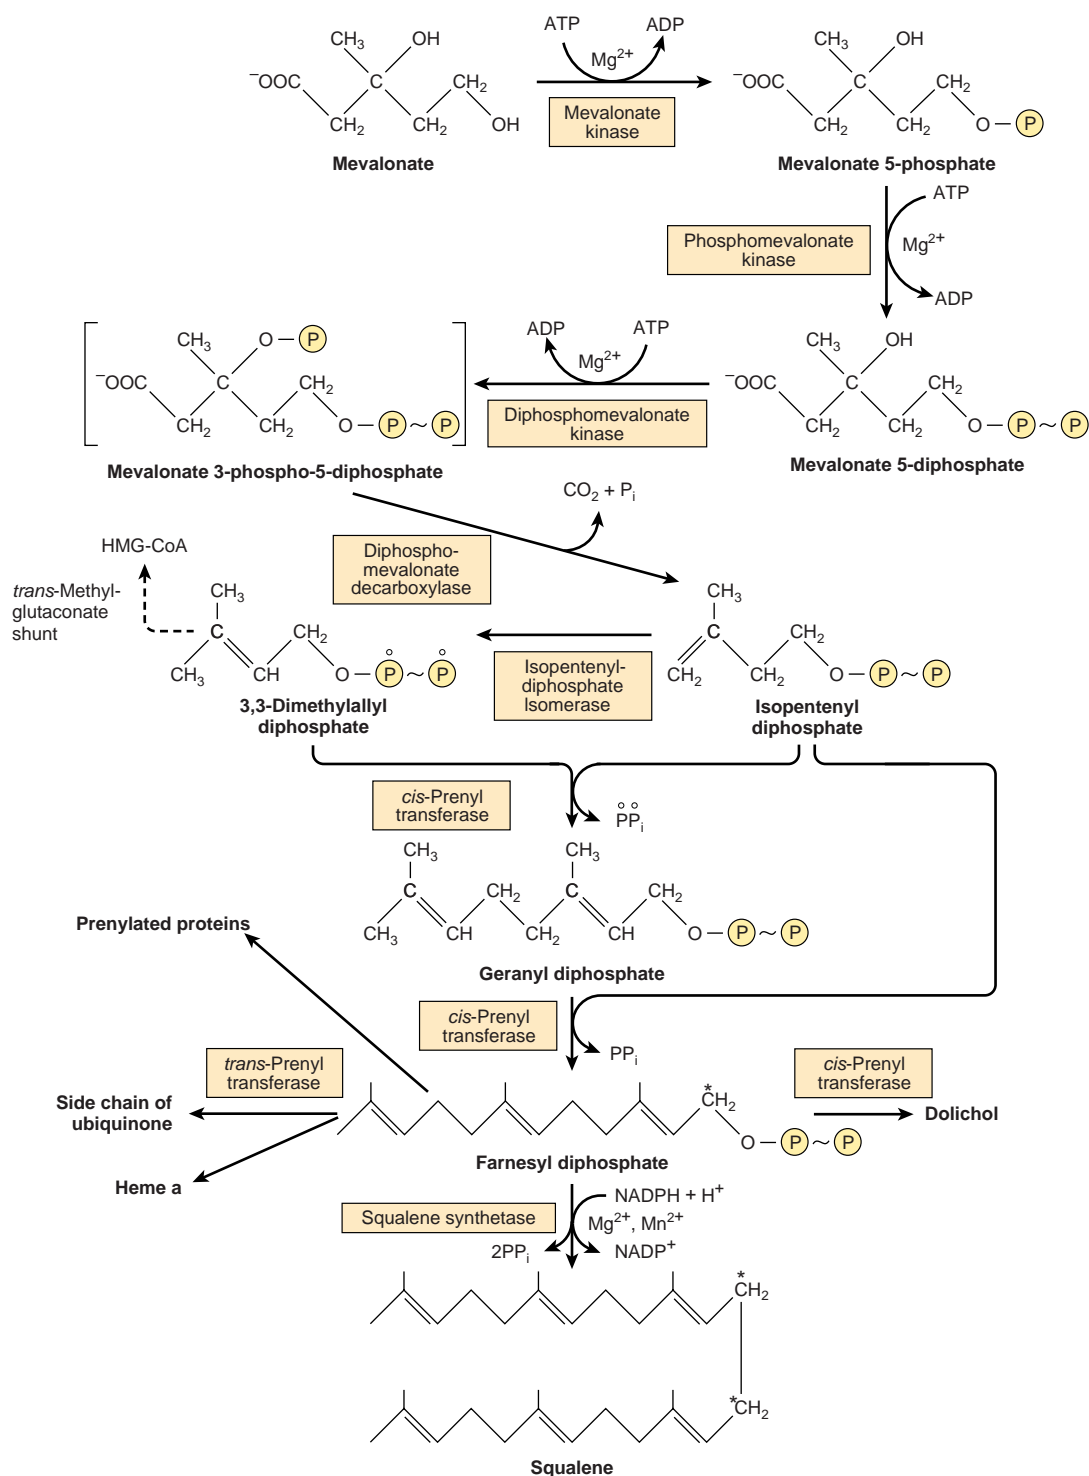 CH3 OH
⁻OOC C CH2
CH2 CH2 OH
Mevalonate
ATP ADP
Mg2+
Mevalonate
kinase
CH3 OH
⁻OOC C CH2
CH2 CH2 O – P
Mevalonate 5-phosphate
Phosphomevalonate
kinase
ATP
Mg2+
ADP
CH3 O – P
⁻OOC C CH2
CH2 CH2 O – P ~ P
Mevalonate 3-phospho-5-diphosphate
ADP ATP
Mg2+
Diphosphomevalonate
kinase
CH3 OH
⁻OOC C CH2
CH2 CH2 O – P ~ P
Mevalonate 5-diphosphate
CO2 + Pi
Diphospho-
mevalonate
decarboxylase
HMG-CoA
trans-Methyl-
glutaconate
shunt
CH3
C CH2
CH3 CH O – P ~ P
3,3-Dimethylallyl
diphosphate
Isopentenyl-
diphosphate
Isomerase
CH3
C CH2
CH2 CH2 O – P ~ P
Isopentenyl
diphosphate
cis-Prenyl
transferase
PPi
CH3 CH3
C CH2 C CH2
CH3 CH CH2 CH O – P ~ P
Geranyl diphosphate
Prenylated proteins
cis-Prenyl
transferase
PPi
trans-Prenyl
transferase
cis-Prenyl
transferase
Side chain of
ubiquinone
*
CH2
O – P ~ P
Dolichol
Farnesyl diphosphate
Heme a
Squalene synthetase
NADPH + H+
Mg2+, Mn2+
2PPi NADP+
*
CH2
*CH2
Squalene